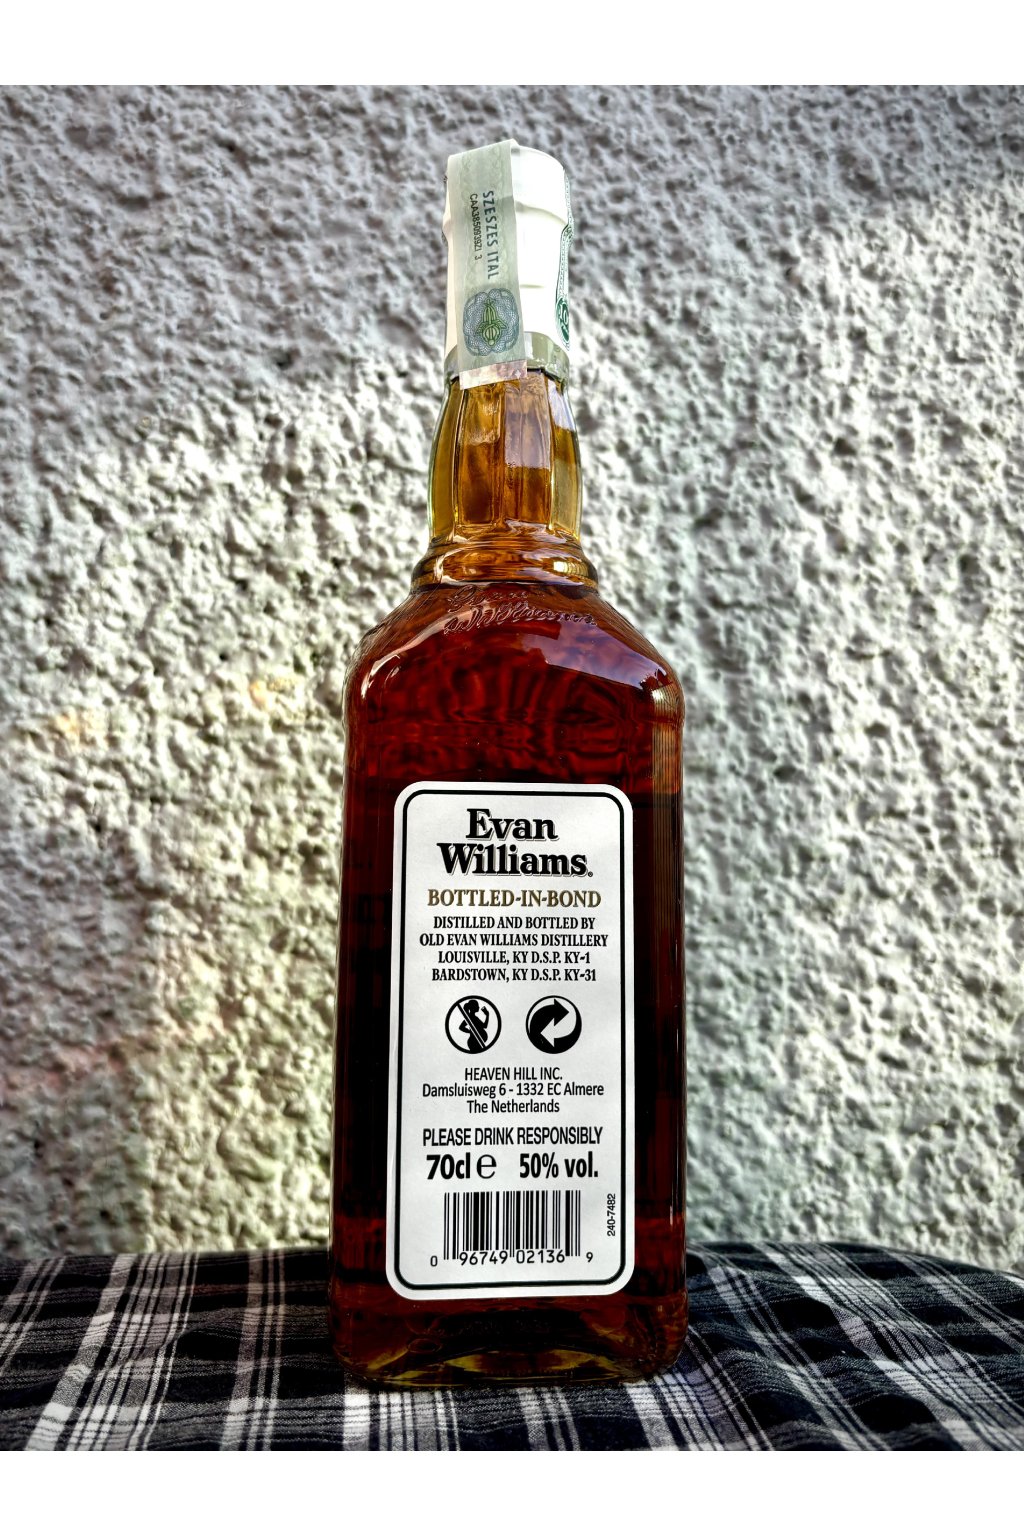 SZESZES ITAL
Evan
Williams.
BOTTLED-IN-BOND
DISTILLED AND BOTTLED BY
OLD EVAN WILLIAMS DISTILLERY
LOUISVILLE, KY D.S.P. KY-1
BARDSTOWN, KY D.S.P. KY-31
HEAVEN HILL INC.
Damsluisweg 6 - 1332 EC Almere
The Netherlands
PLEASE DRINK RESPONSIBLY
70cl ℮ 50% vol.
240-7482
0 96749 02136 9